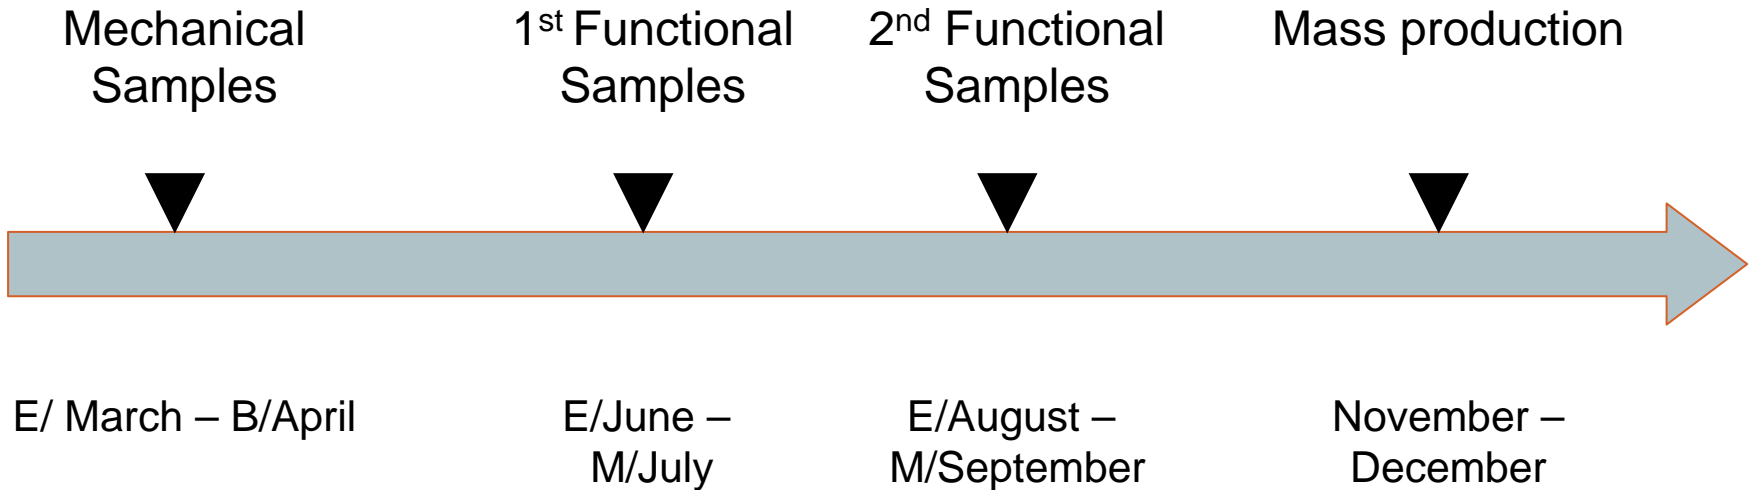 Mechanical
Samples
1st Functional
Samples
2nd Functional
Samples
Mass production
E/ March – B/April
E/June –
M/July
E/August –
M/September
November –
December